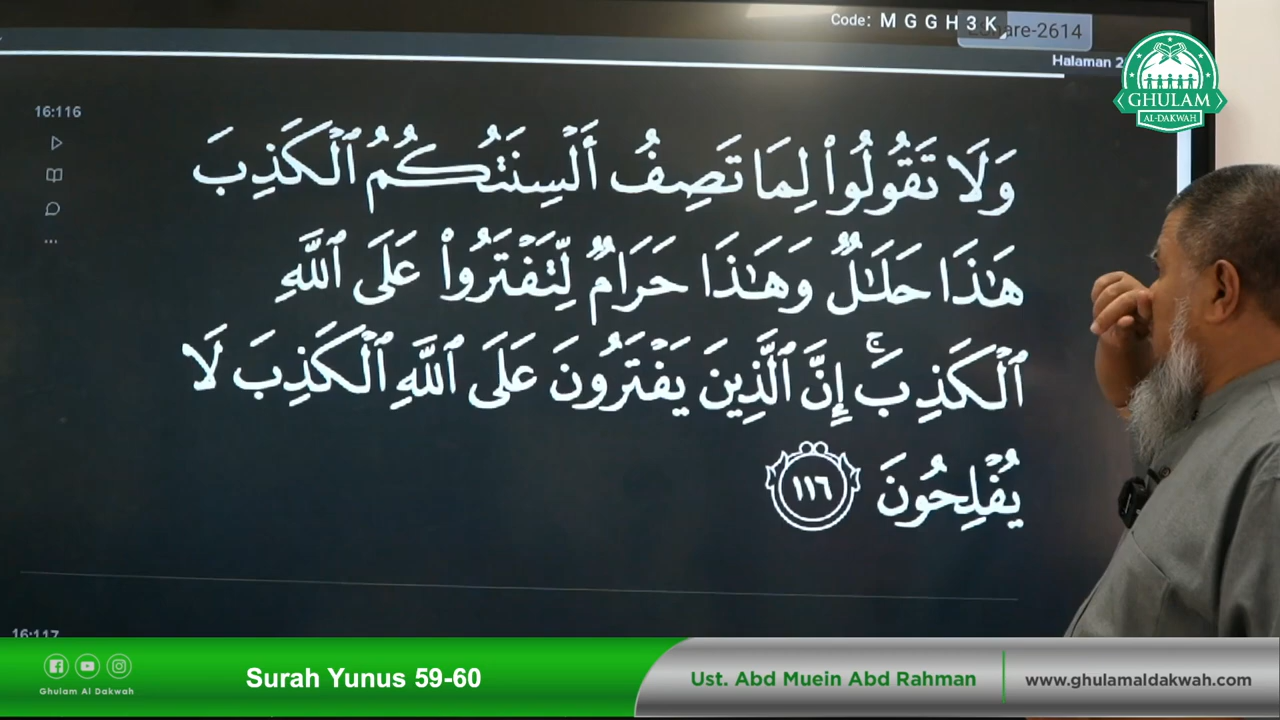 Code: M G G H 3 K
are-2614
Halaman 2
GHULAM
AL-DAKWAH
16:116
وَلَا تَقُولُوا۟ لِمَا تَصِفُ أَلْسِنَتُكُمُ ٱلْكَذِبَ
هَـٰذَا حَلَـٰلٌ وَهَـٰذَا حَرَامٌ لِّتَفْتَرُوا۟ عَلَى ٱللَّهِ
ٱلْكَذِبَ ۚ إِنَّ ٱلَّذِينَ يَفْتَرُونَ عَلَى ٱللَّهِ ٱلْكَذِبَ لَا
يُفْلِحُونَ ١١٦
16:117
Ghulam Al Dakwah
Surah Yunus 59-60
Ust. Abd Muein Abd Rahman
www.ghulamaldakwah.com